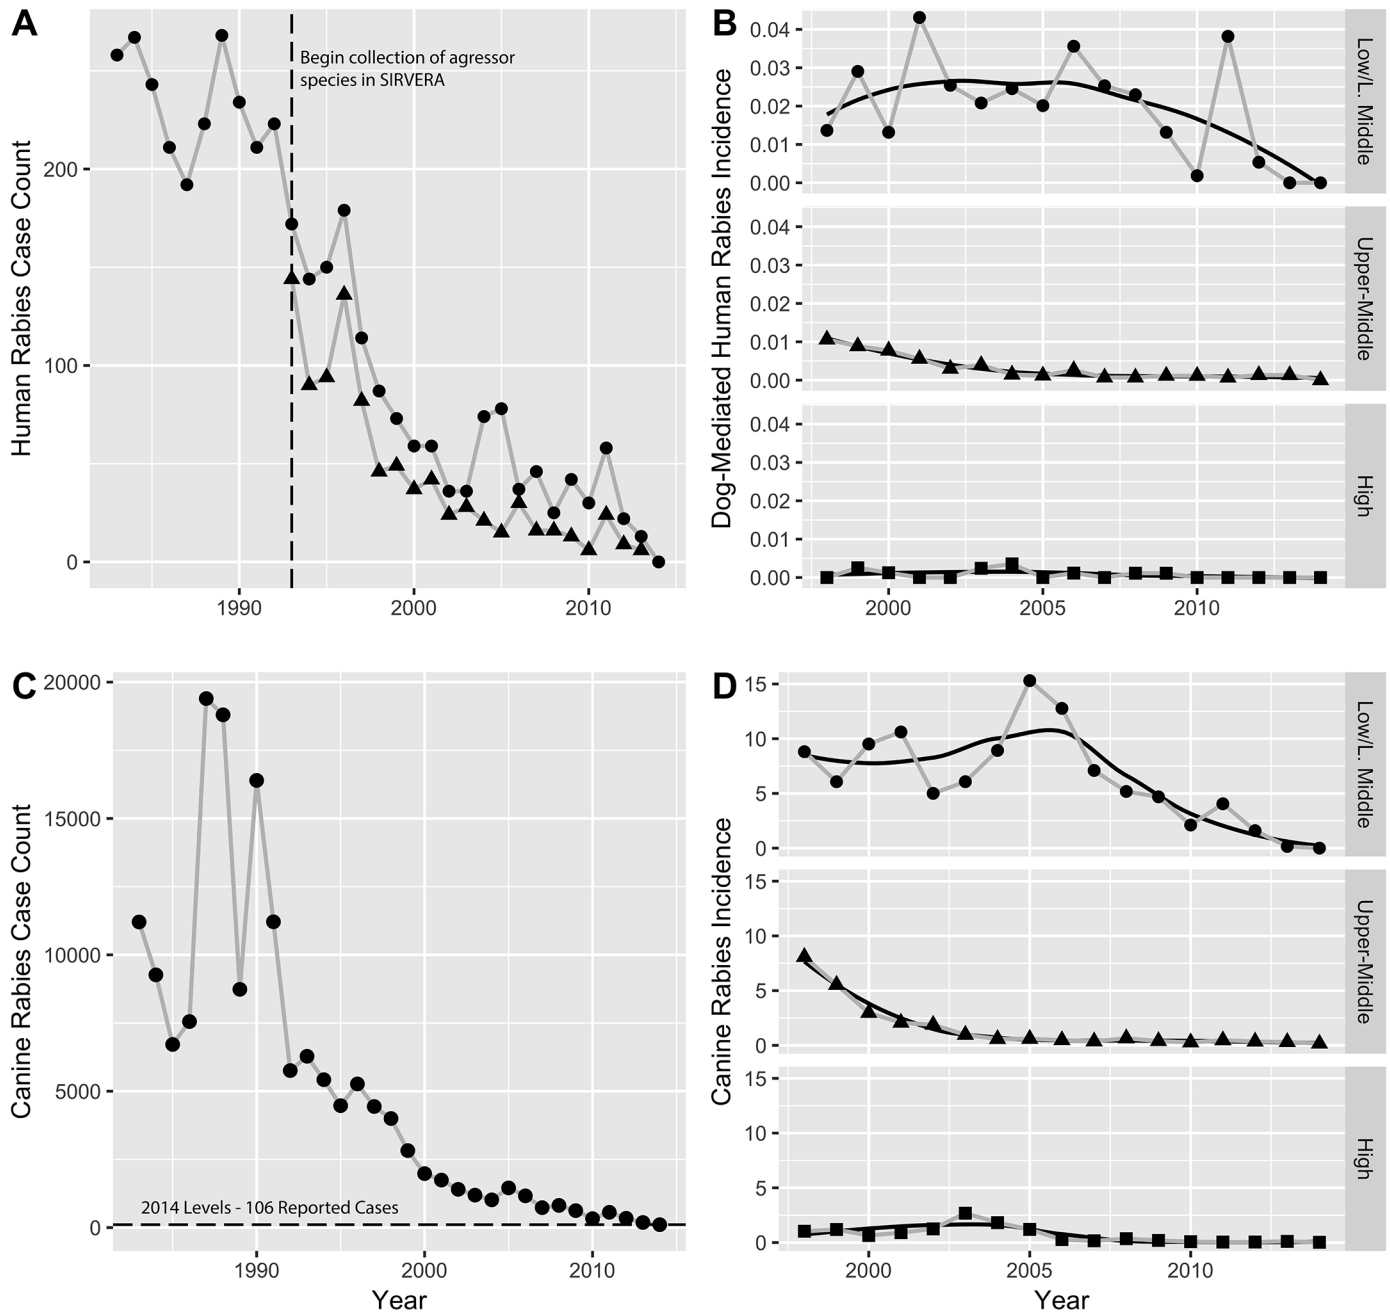 A
Human Rabies Case Count
200
100
0
Begin collection of agressor
species in SIRVERA
1990
2000
2010
B
Dog-Mediated Human Rabies Incidence
0.04
0.03
0.02
0.01
0.00
Low/L. Middle
0.04
0.03
0.02
0.01
0.00
Upper-Middle
0.04
0.03
0.02
0.01
0.00
High
2000
2005
2010
C
Canine Rabies Case Count
20000
15000
10000
5000
0
2014 Levels - 106 Reported Cases
1990
2000
2010
Year
D
Canine Rabies Incidence
15
10
5
0
Low/L. Middle
15
10
5
0
Upper-Middle
15
10
5
0
High
2000
2005
2010
Year